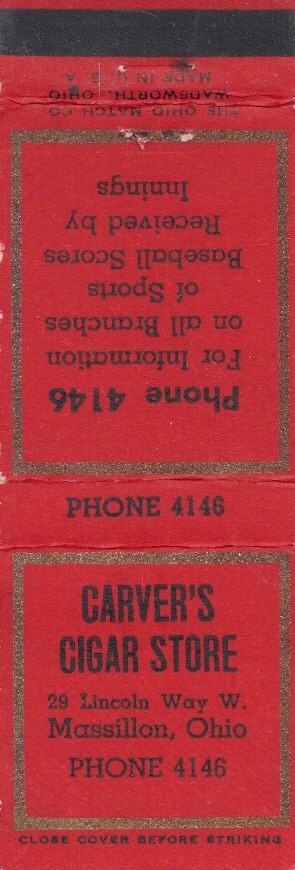 THE OHIO MATCH CO
WADSWORTH, OHIO
MADE IN U. S. A.
Phone 4146
For Information
on all Branches
of Sports
Baseball Scores
Received by
Innings
PHONE 4146
CARVER'S
CIGAR STORE
29 Lincoln Way W.
Massillon, Ohio
PHONE 4146
CLOSE COVER BEFORE STRIKING